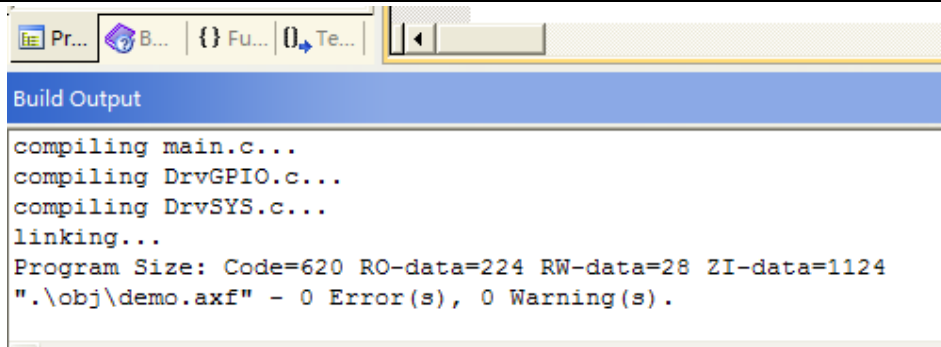 Pr... B... {} Fu... 0 Te...
Build Output
compiling main.c...
compiling DrvGPIO.c...
compiling DrvSYS.c...
linking...
Program Size: Code=620 RO-data=224 RW-data=28 ZI-data=1124
".\obj\demo.axf" - 0 Error(s), 0 Warning(s).